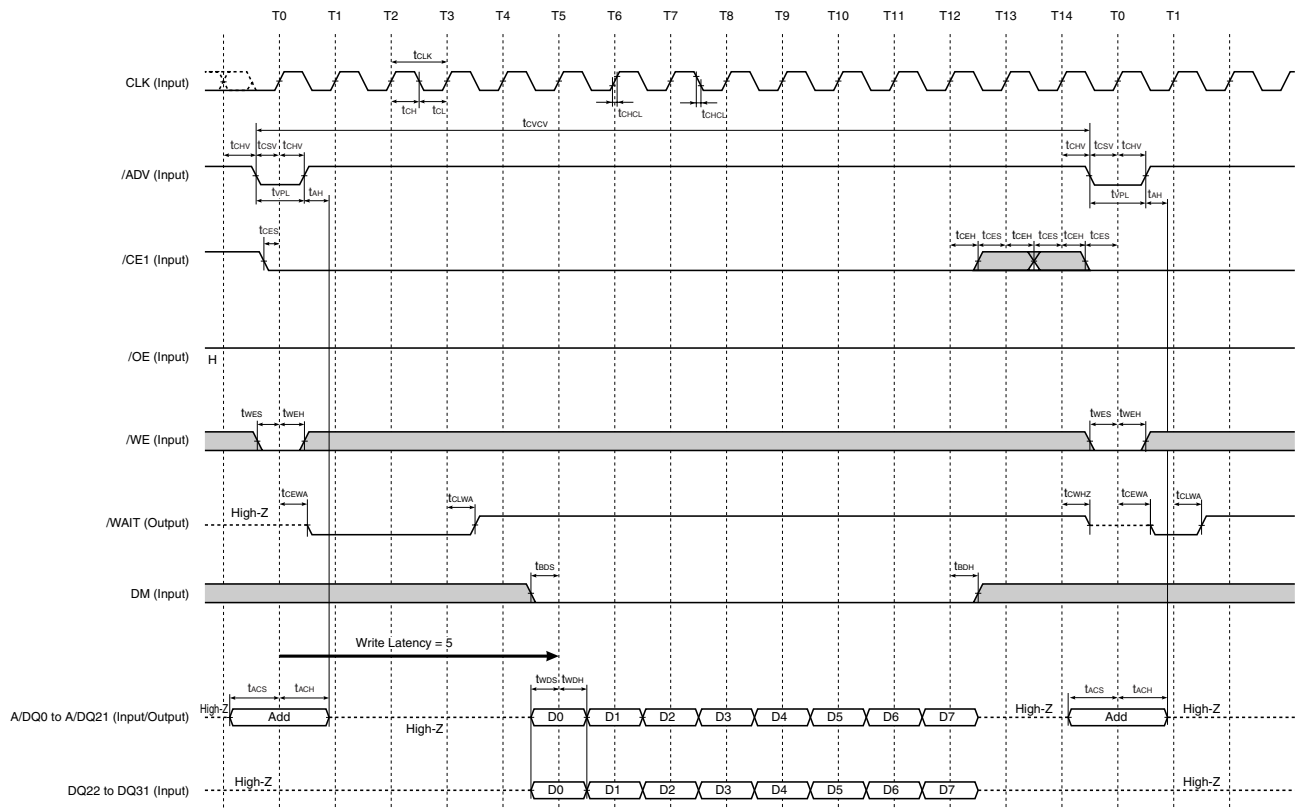 T0 T1 T2 T3 T4 T5 T6 T7 T8 T9 T10 T11 T12 T13 T14 T0 T1
tCLK
CLK (Input)
tCH tCL tCHCL tCHCL
tCVCV
tCHV tCSV tCHV tCHV tCSV tCHV
/ADV (Input)
tVPL tAH tVPL tAH
tCES tCEH tCES tCEH tCES tCEH tCES
/CE1 (Input)
/OE (Input) H
tWES tWEH tWES tWEH
/WE (Input)
tCEWA tCLWA tCWHZ tCEWA tCLWA
High-Z
/WAIT (Output)
tBDS tBDH
DM (Input)
Write Latency = 5
tACS tACH tWDS tWDH tACS tACH
High-Z High-Z High-Z
A/DQ0 to A/DQ21 (Input/Output) Add D0 D1 D2 D3 D4 D5 D6 D7 Add
High-Z
High-Z High-Z
DQ22 to DQ31 (Input) D0 D1 D2 D3 D4 D5 D6 D7